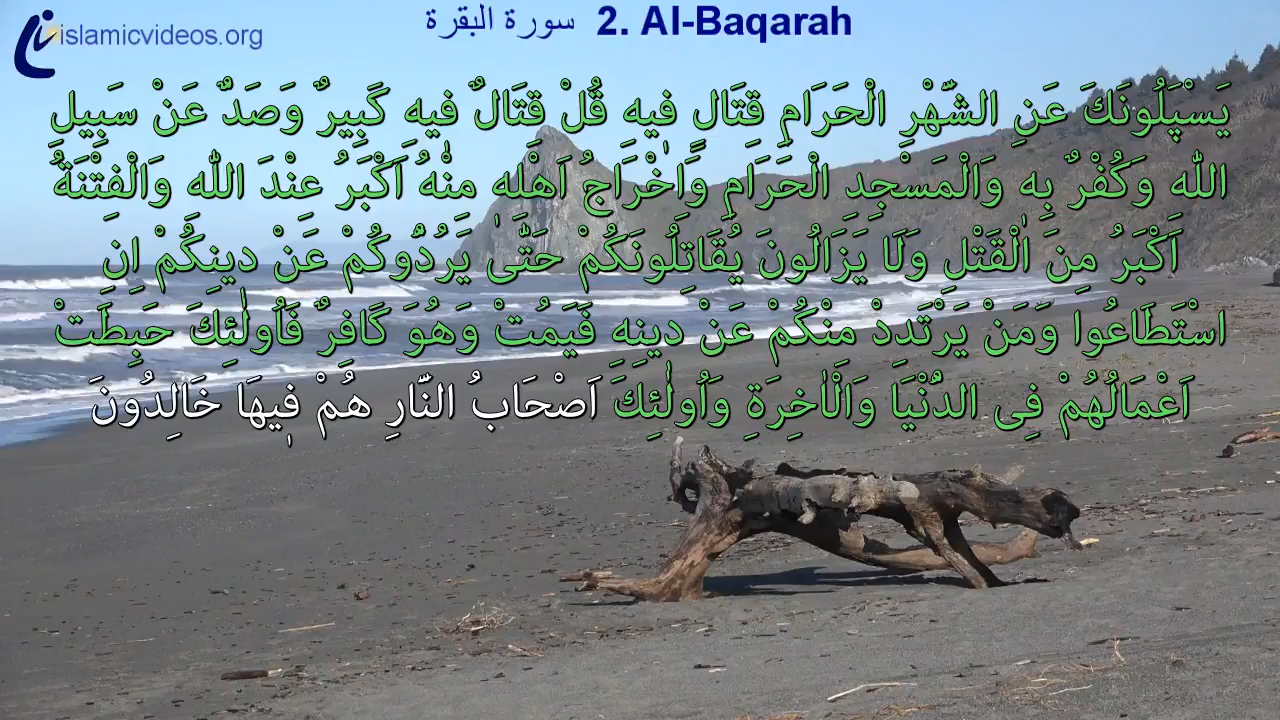 islamicvideos.org
سورة البقرة 2. Al-Baqarah
يَسْپَلُونَكَ عَنِ الشَّهْرِ الْحَرَامِ قِتَالٍ فٖيهِ قُلْ قِتَالٌ فٖيهِ كَبٖيرٌ وَصَدٌّ عَنْ سَبٖيلِ
اللّٰه وَكُفْرٌ بِه وَالْمَسْجِدِ الْحَرَامِ وَاِخْرَاجُ اَهْلِه مِنْهُ اَكْبَرُ عِنْدَ اللّٰه وَالْفِتْنَةُ
اَكْبَرُ مِنَ الْقَتْلِ وَلَا يَزَالُونَ يُقَاتِلُونَكُمْ حَتّٰى يَرُدُّوكُمْ عَنْ دٖينِكُمْ اِنِ
اسْتَطَاعُوا وَمَنْ يَرْتَدِدْ مِنْكُمْ عَنْ دٖينِهٖ فَيَمُتْ وَهُوَ كَافِرٌ فَاُولٰئِكَ حَبِطَتْ
اَعْمَالُهُمْ فِى الدُّنْيَا وَالْاٰخِرَةِ وَاُولٰئِكَ اَصْحَابُ النَّارِ هُمْ فٖيهَا خَالِدُونَ